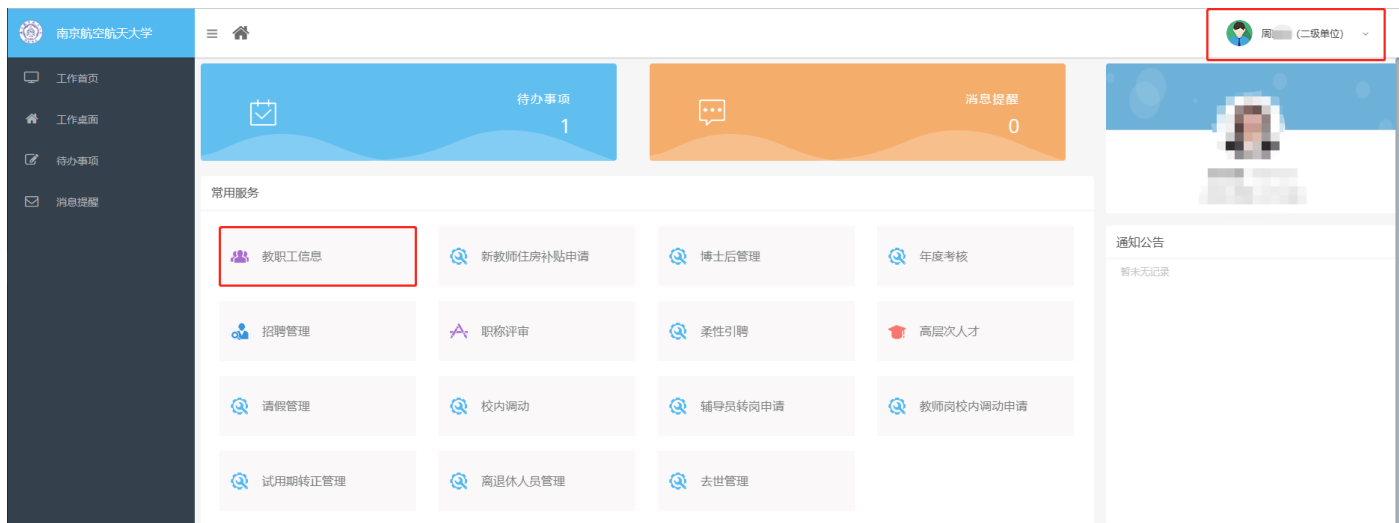 南京航空航天大学
周 (二级单位)
工作首页
工作桌面
待办事项
消息提醒
待办事项
1
消息提醒
0
常用服务
教职工信息
新教师住房补贴申请
博士后管理
年度考核
招聘管理
职称评审
柔性引聘
高层次人才
请假管理
校内调动
辅导员转岗申请
教师岗校内调动申请
试用期转正管理
离退休人员管理
去世管理
通知公告
暂未无记录